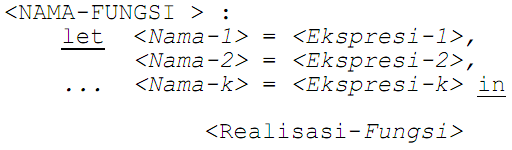 <NAMA-FUNGSI > :
let <Nama-1> = <Ekspresi-1>,
<Nama-2> = <Ekspresi-2>,
... <Nama-k> = <Ekspresi-k> in
<Realisasi-Fungsi>